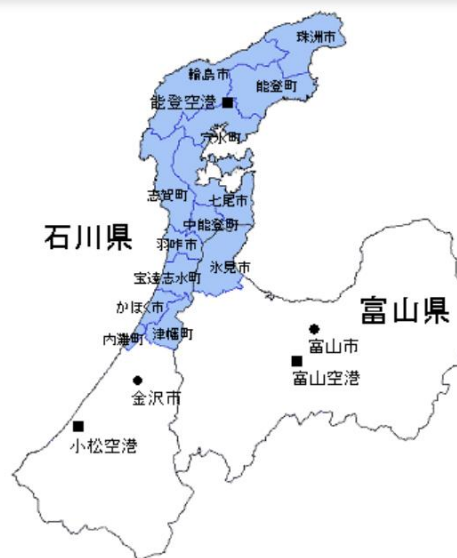 珠洲市
輪島市
能登町
能登空港
穴水町
志賀町
七尾市
中能登町
石川県
羽咋市
氷見市
宝達志水町
かほく市
富山県
内灘町
津幡町
富山市
富山空港
金沢市
小松空港